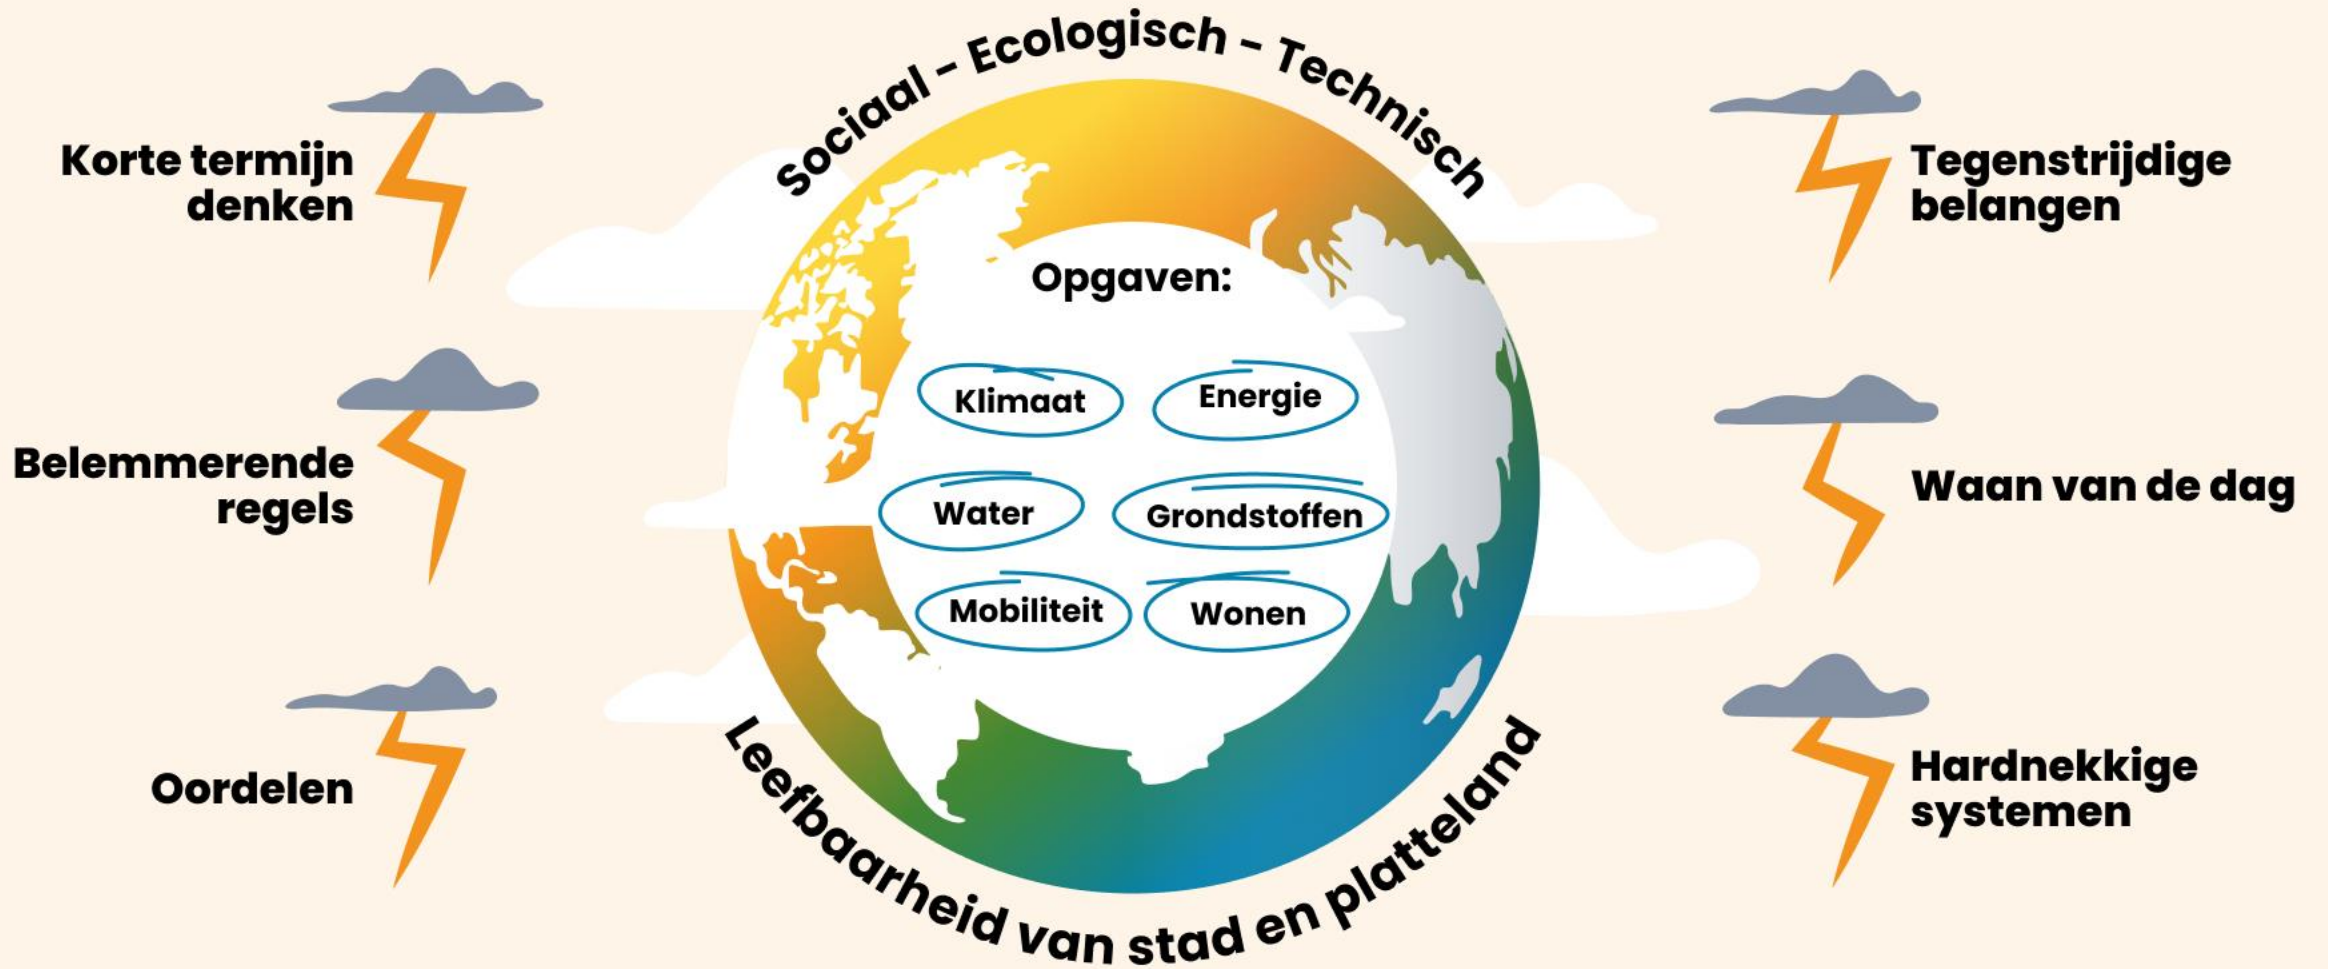 Sociaal - Ecologisch - Technisch
Korte termijn
denken
Belemmerende
regels
Oordelen
Opgaven:
Klimaat
Energie
Water
Grondstoffen
Mobiliteit
Wonen
Tegenstrijdige
belangen
Waan van de dag
Hardnekkige
systemen
Leefbaarheid van stad en platteland